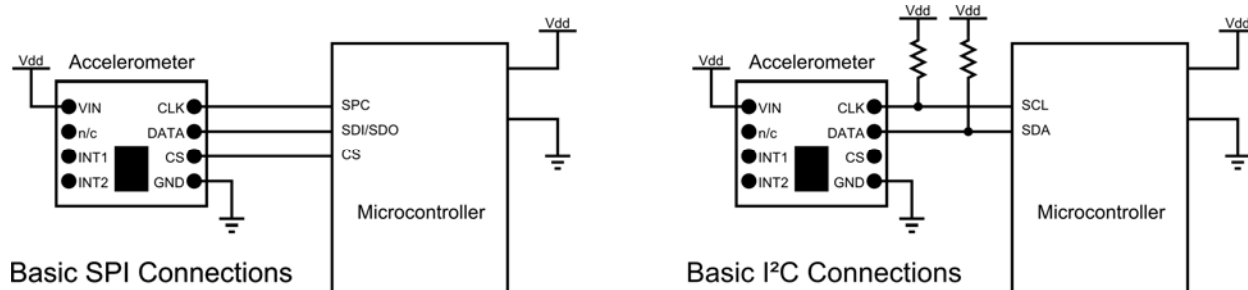 Vdd
Vdd
Accelerometer
VIN
CLK
SPC
n/c
DATA
SDI/SDO
INT1
CS
CS
INT2
GND
Microcontroller
Basic SPI Connections
Vdd
Vdd
Vdd
Vdd
Accelerometer
VIN
CLK
SCL
n/c
DATA
SDA
INT1
CS
INT2
GND
Microcontroller
Basic I²C Connections